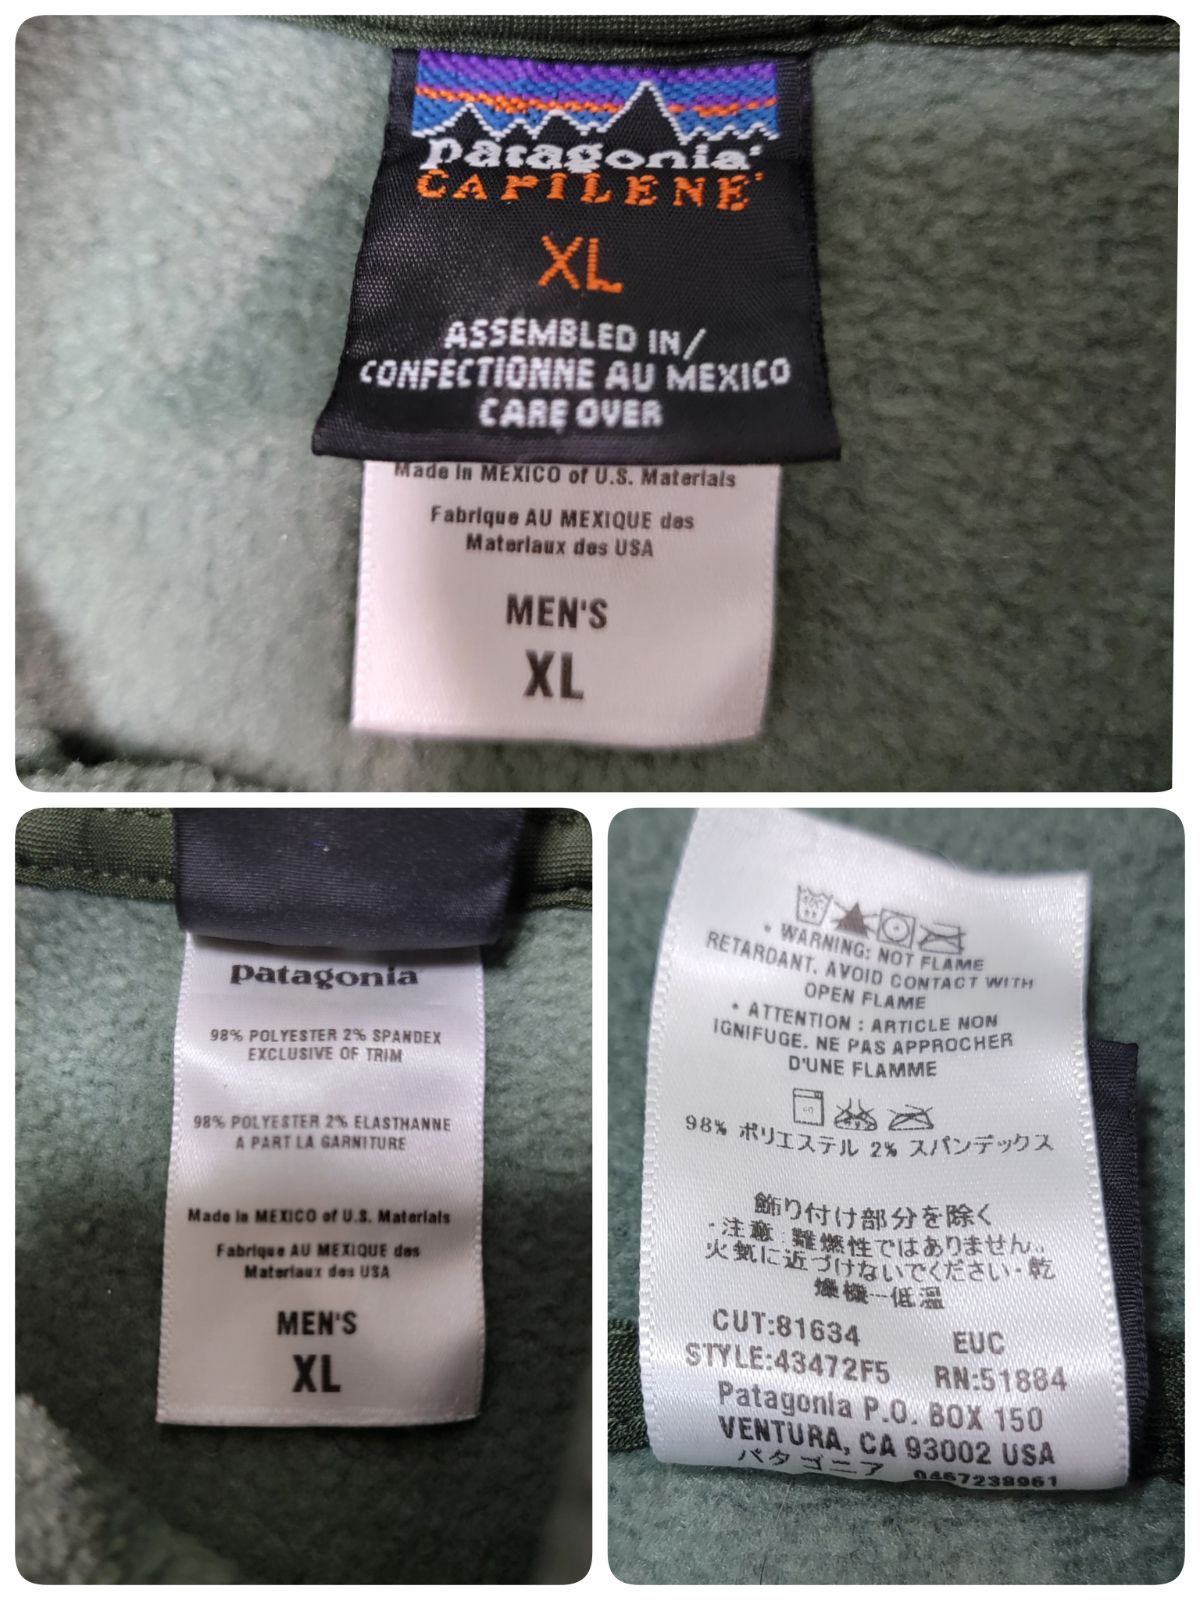 patagonia®
CAPILENE®
XL
ASSEMBLED IN/
CONFECTIONNE AU MEXICO
CARE OVER
Made in MEXICO of U.S. Materials
Fabrique AU MEXIQUE des
Materiaux des USA
MEN'S
XL
patagonia
98% POLYESTER 2% SPANDEX
EXCLUSIVE OF TRIM
98% POLYESTER 2% ELASTHANNE
A PART LA GARNITURE
Made in MEXICO of U.S. Materials
Fabrique AU MEXIQUE des
Materiaux des USA
MEN'S
XL
• WARNING: NOT FLAME
RETARDANT. AVOID CONTACT WITH
OPEN FLAME
• ATTENTION : ARTICLE NON
IGNIFUGE. NE PAS APPROCHER
D'UNE FLAMME
98% ポリエステル 2% スパンデックス
飾り付け部分を除く
・注意:難燃性ではありません。
火気に近づけないでください・乾
燥機―低温
CUT:81634 EUC
STYLE:43472F5 RN:51884
Patagonia P.O. BOX 150
VENTURA, CA 93002 USA
パタゴニア 0467238961